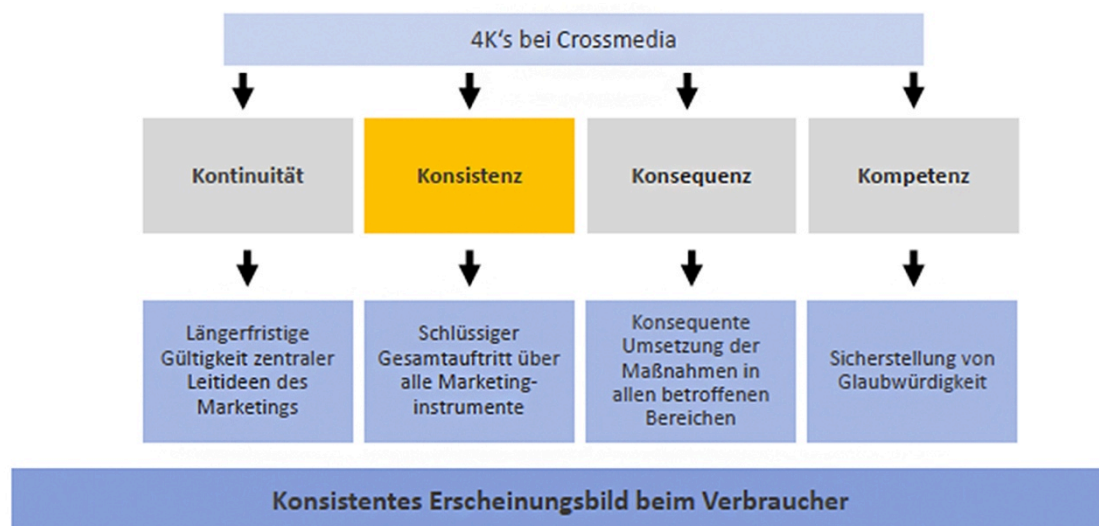 4K‘s bei Crossmedia
Kontinuität
Konsistenz
Konsequenz
Kompetenz
Längerfristige
Gültigkeit zentraler
Leitideen des
Marketings
Schlüssiger
Gesamtauftritt über
alle Marketing-
instrumente
Konsequente
Umsetzung der
Maßnahmen in
allen betroffenen
Bereichen
Sicherstellung von
Glaubwürdigkeit
Konsistentes Erscheinungsbild beim Verbraucher